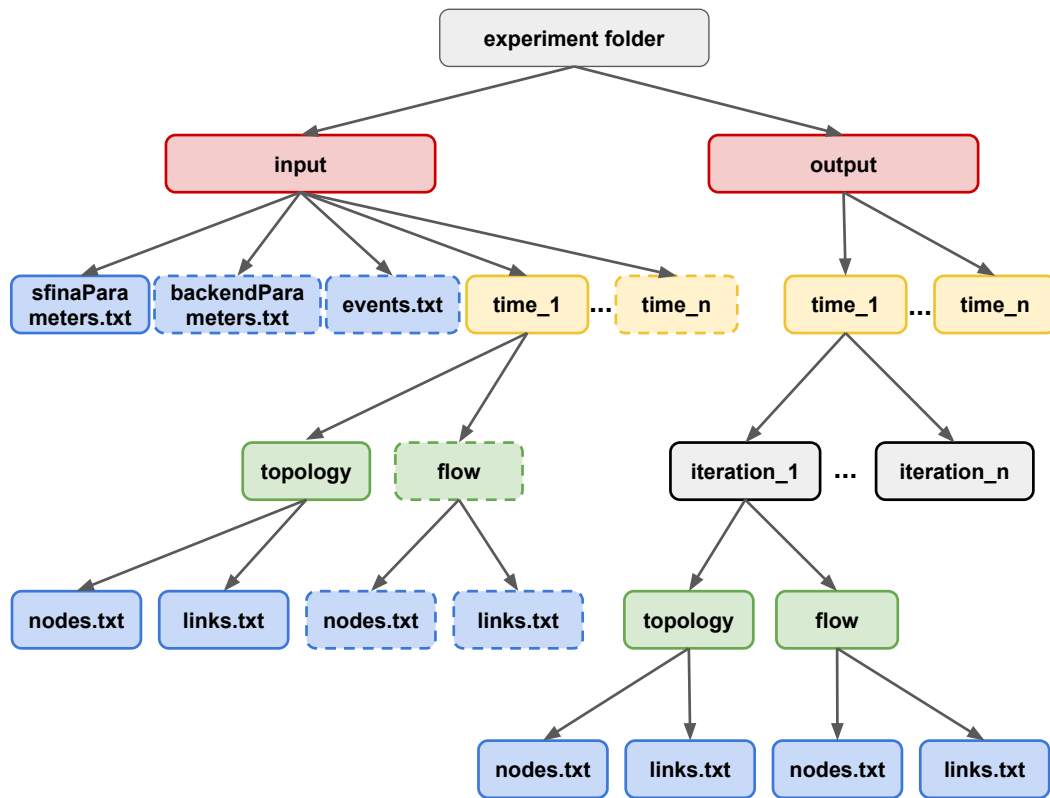 experiment folder
input
output
sfinaPara
meters.txt
backendPara
meters.txt
events.txt
time_1
...
time_n
time_1
...
time_n
topology
flow
iteration_1
...
iteration_n
nodes.txt
links.txt
nodes.txt
links.txt
topology
flow
nodes.txt
links.txt
nodes.txt
links.txt